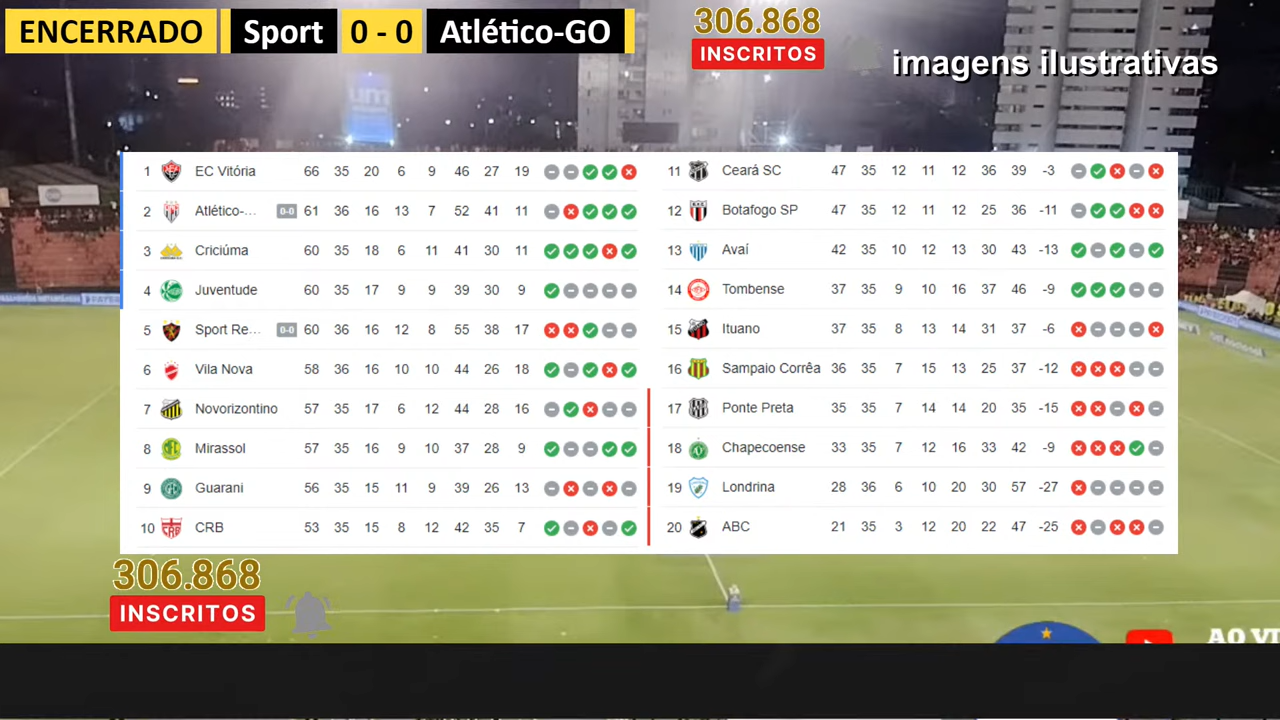 ENCERRADO Sport 0 - 0 Atlético-GO
306.868
INSCRITOS
imagens ilustrativas
um
1 EC Vitória 66 35 20 6 9 46 27 19
2 Atlético-... 0-0 61 36 16 13 7 52 41 11
3 Criciúma 60 35 18 6 11 41 30 11
4 Juventude 60 35 17 9 9 39 30 9
5 Sport Re... 0-0 60 36 16 12 8 55 38 17
6 Vila Nova 58 36 16 10 10 44 26 18
7 Novorizontino 57 35 17 6 12 44 28 16
8 Mirassol 57 35 16 9 10 37 28 9
9 Guarani 56 35 15 11 9 39 26 13
10 CRB 53 35 15 8 12 42 35 7
11 Ceará SC 47 35 12 11 12 36 39 -3
12 Botafogo SP 47 35 12 11 12 25 36 -11
13 Avaí 42 35 10 12 13 30 43 -13
14 Tombense 37 35 9 10 16 37 46 -9
15 Ituano 37 35 8 13 14 31 37 -6
16 Sampaio Corrêa 36 35 7 15 13 25 37 -12
17 Ponte Preta 35 35 7 14 14 20 35 -15
18 Chapecoense 33 35 7 12 16 33 42 -9
19 Londrina 28 36 6 10 20 30 57 -27
20 ABC 21 35 3 12 20 22 47 -25
306.868
INSCRITOS
AO VI